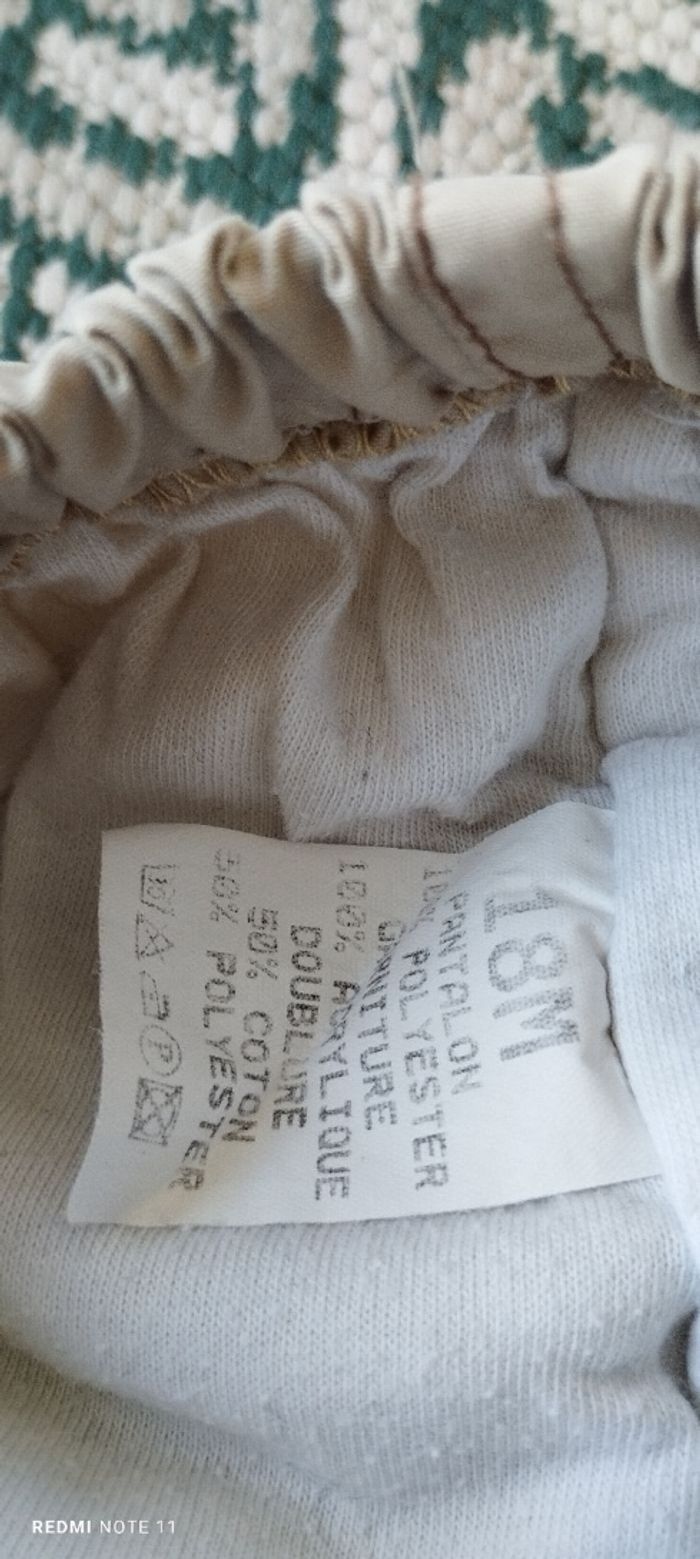 18M
PANTALON
100% POLYESTER
GARNITURE
100% ACRYLIQUE
DOUBLURE
50% COTON
50% POLYESTER
P
REDMI NOTE 11